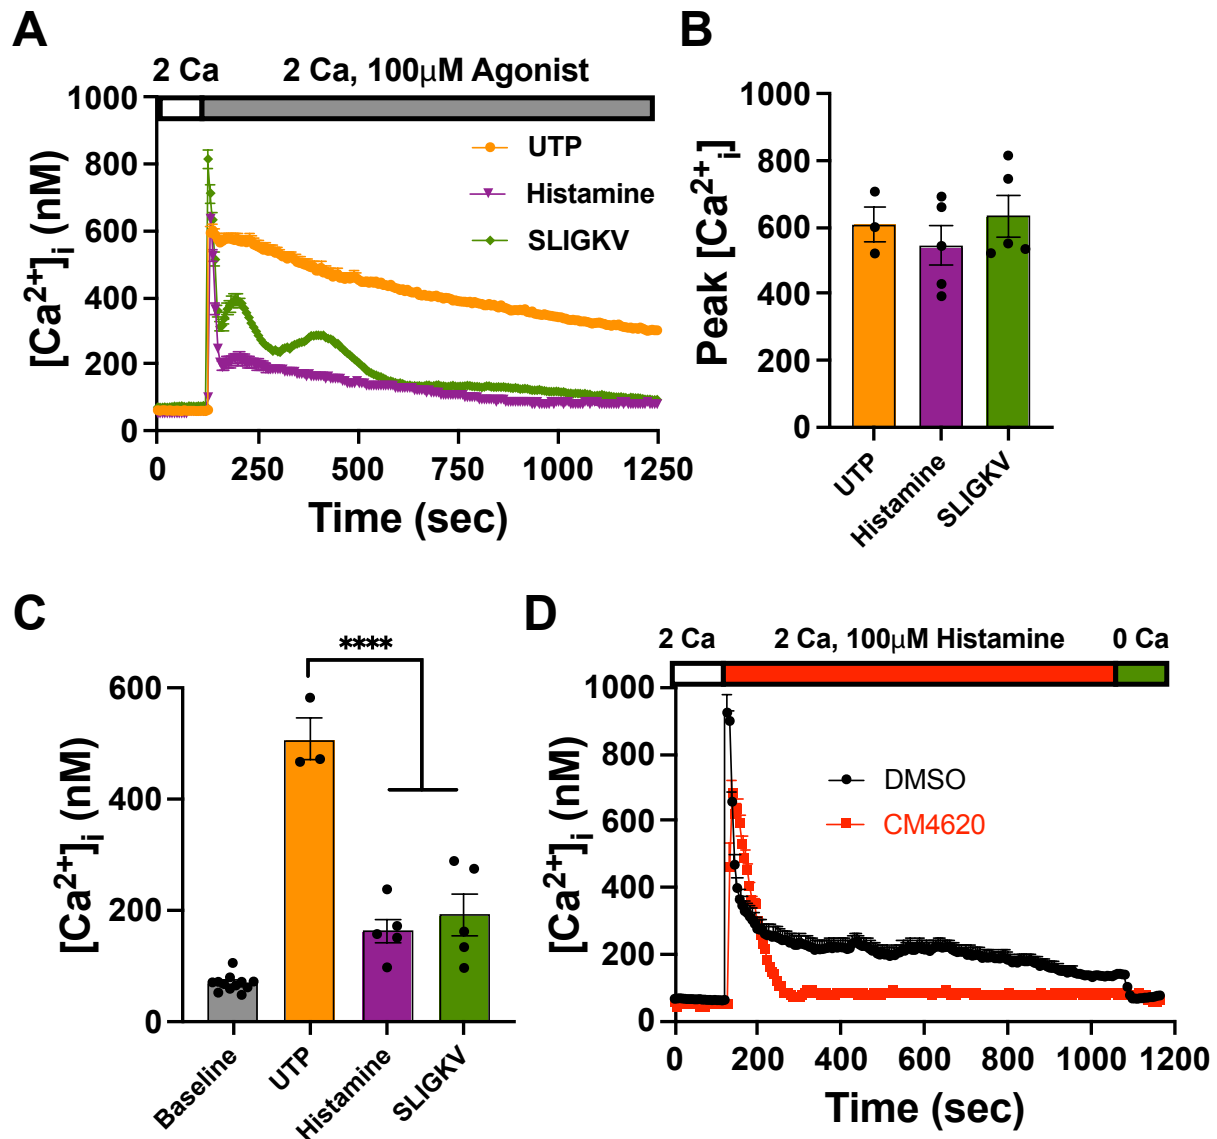 A
2 Ca
2 Ca, 100μM Agonist
[Ca2+]i (nM)
1000
800
600
400
200
0
UTP
Histamine
SLIGKV
0
250
500
750
1000
1250
Time (sec)
B
Peak [Ca2+i]
1000
800
600
400
200
0
UTP
Histamine
SLIGKV
C
****
[Ca2+]i (nM)
600
400
200
0
Baseline
UTP
Histamine
SLIGKV
D
2 Ca
2 Ca, 100μM Histamine
0 Ca
[Ca2+]i (nM)
1000
800
600
400
200
0
DMSO
CM4620
0
200
400
600
800
1000
1200
Time (sec)